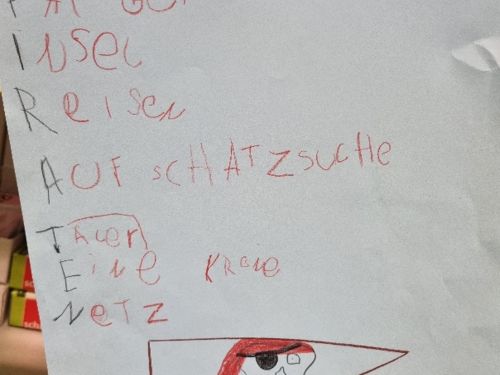 INSEL
REISEN
AUF SCHATZSUCHE
EINE KRONE
NETZ